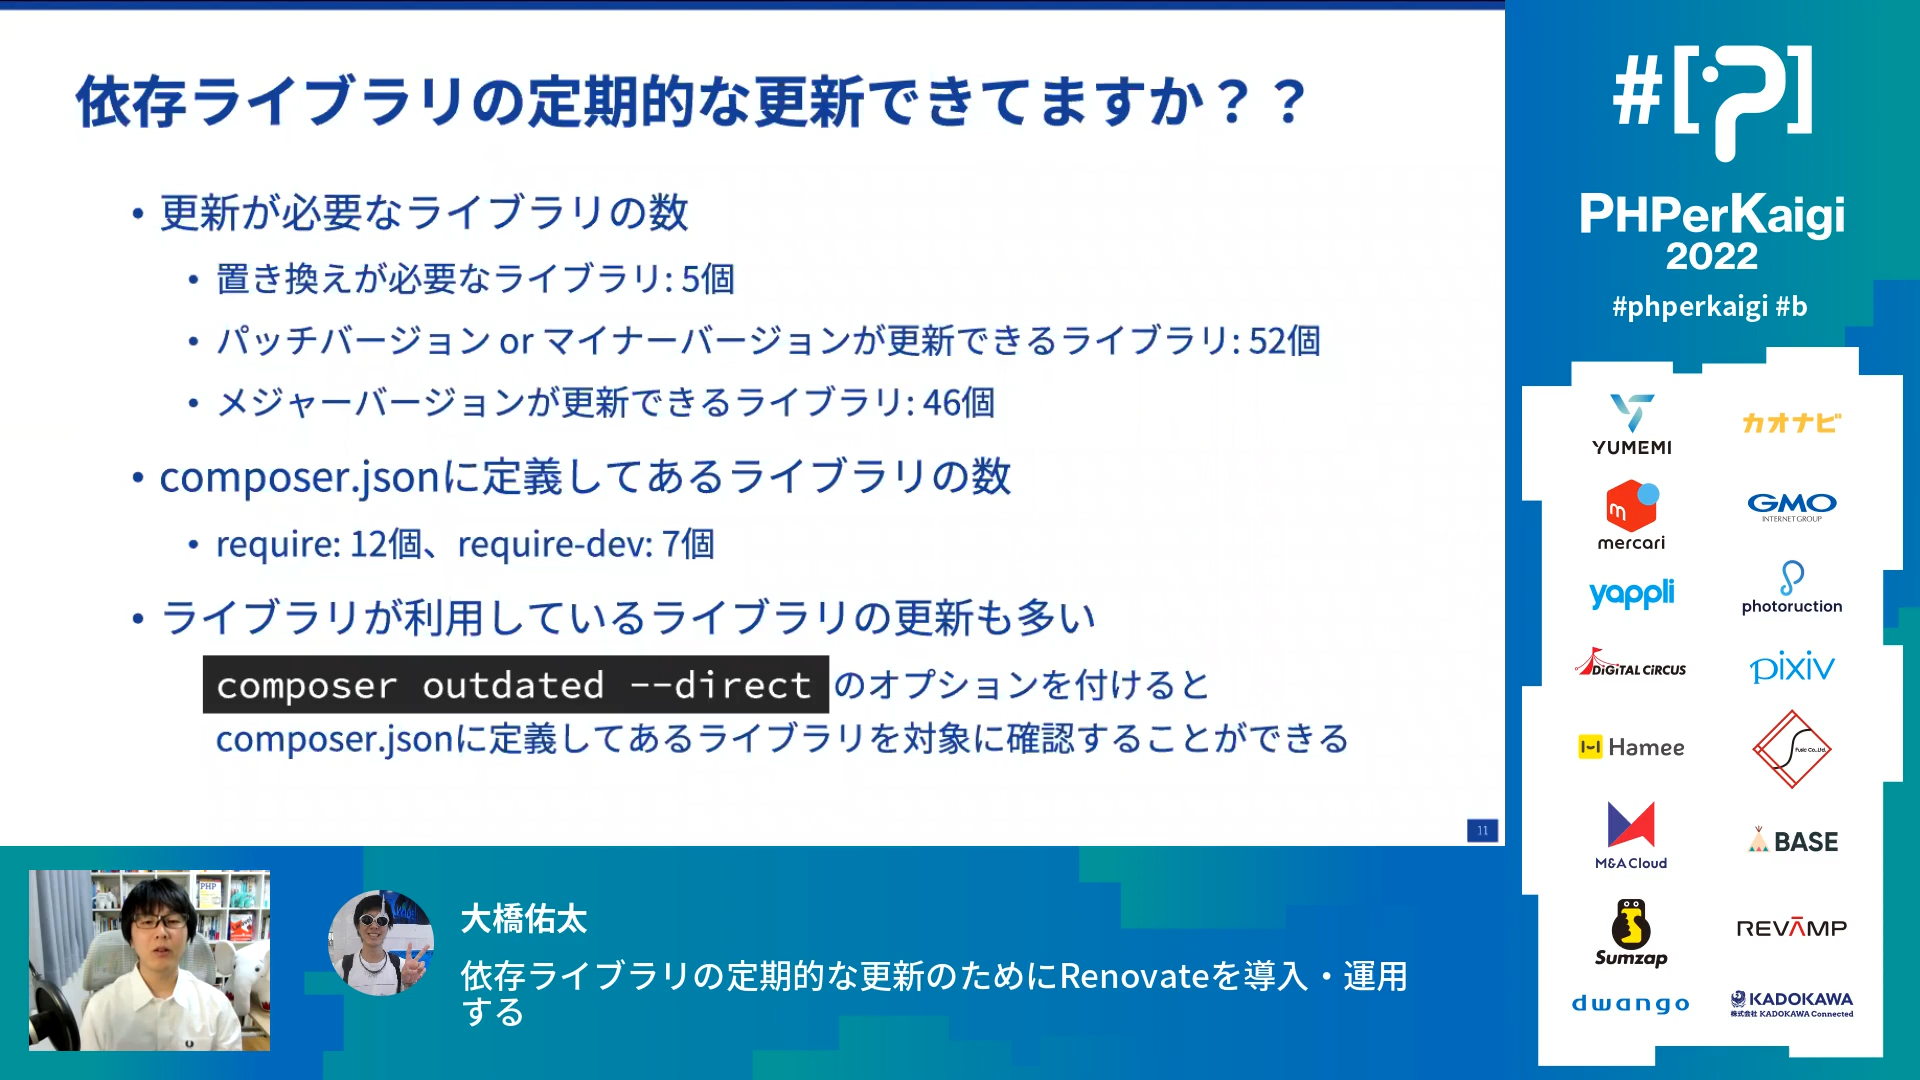 依存ライブラリの定期的な更新できてますか？？
• 更新が必要なライブラリの数
• 置き換えが必要なライブラリ: 5個
• パッチバージョン or マイナーバージョンが更新できるライブラリ: 52個
• メジャーバージョンが更新できるライブラリ: 46個
• composer.jsonに定義してあるライブラリの数
• require: 12個、require-dev: 7個
• ライブラリが利用しているライブラリの更新も多い
composer outdated --direct のオプションを付けると
composer.jsonに定義してあるライブラリを対象に確認することができる
11
大橋佑太
依存ライブラリの定期的な更新のためにRenovateを導入・運用
する
#[?]
PHPerKaigi
2022
#phperkaigi #b
YUMEMI
カオナビ
mercari
GMO
INTERNET GROUP
yappli
photoruction
DIGITAL CIRCUS
pixiv
Hamee
Fusic Co.,Ltd.
M&A Cloud
BASE
Sumzap
REVAMP
dwango
KADOKAWA
株式会社 KADOKAWA Connected
PHP